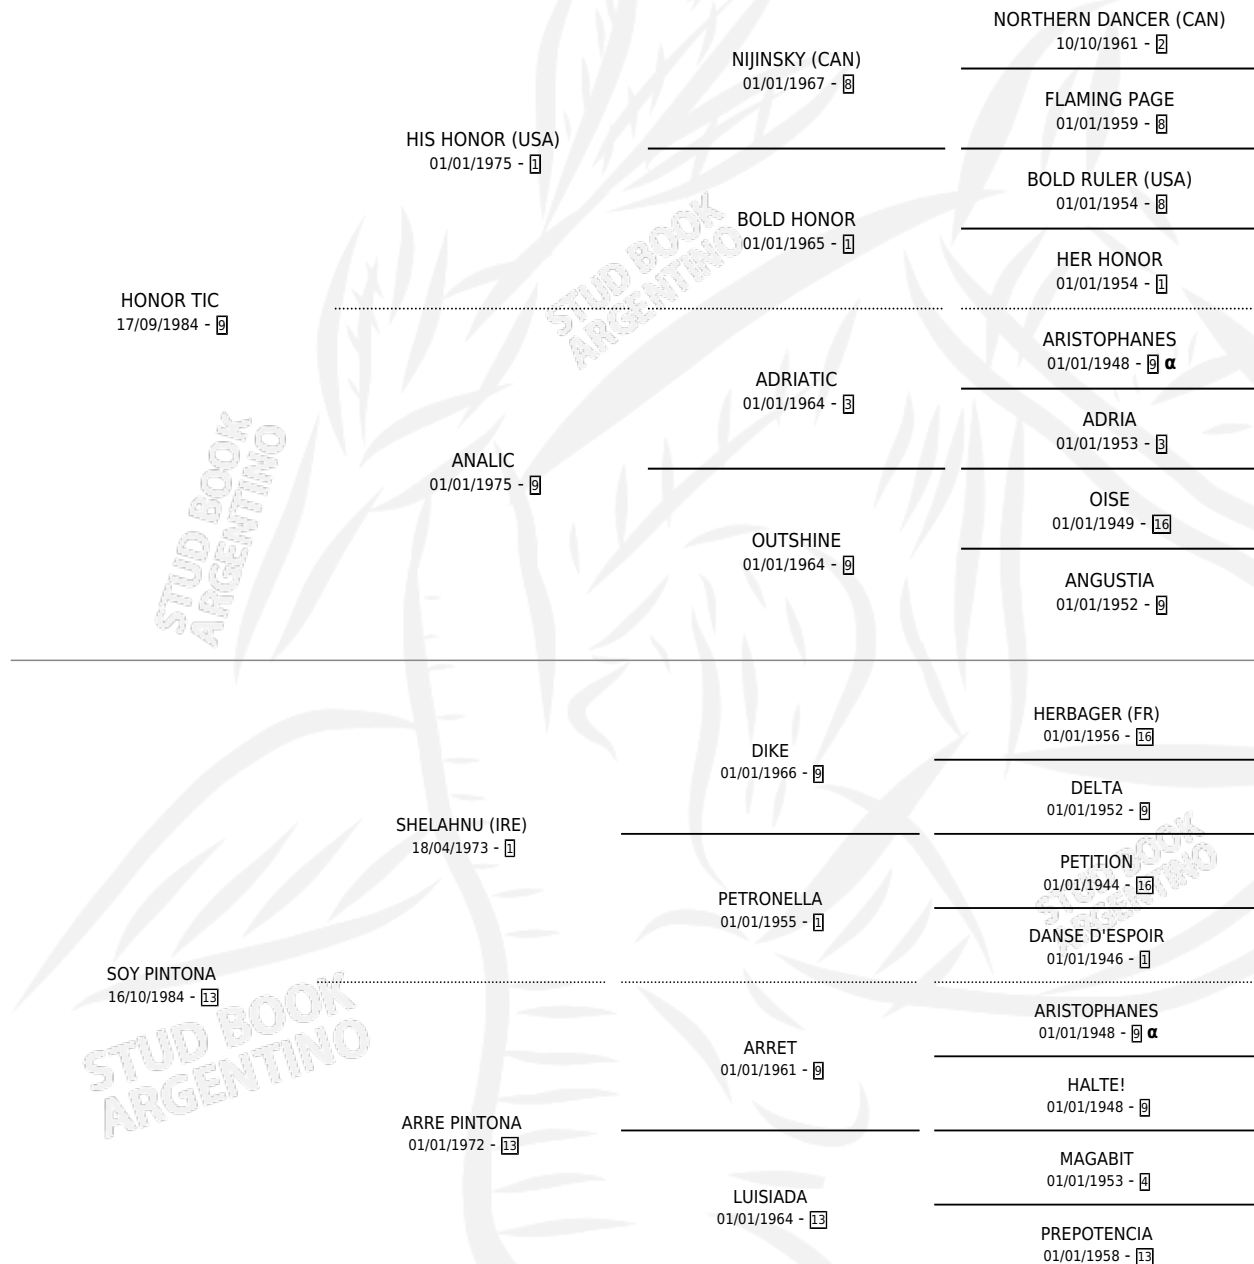 NORTHERN DANCER (CAN)
10/10/1961 - 2
NIJINSKY (CAN)
01/01/1967 - 8
FLAMING PAGE
01/01/1959 - 8
HIS HONOR (USA)
01/01/1975 - 1
BOLD RULER (USA)
01/01/1954 - 8
BOLD HONOR
01/01/1965 - 1
HER HONOR
01/01/1954 - 1
HONOR TIC
17/09/1984 - 9
ARISTOPHANES
01/01/1948 - 9 α
ADRIATIC
01/01/1964 - 3
ADRIA
01/01/1953 - 3
ANALIC
01/01/1975 - 9
OISE
01/01/1949 - 16
OUTSHINE
01/01/1964 - 9
ANGUSTIA
01/01/1952 - 9
HERBAGER (FR)
01/01/1956 - 16
DIKE
01/01/1966 - 9
DELTA
01/01/1952 - 9
SHELAHNU (IRE)
18/04/1973 - 1
PETITION
01/01/1944 - 16
PETRONELLA
01/01/1955 - 1
DANSE D'ESPOIR
01/01/1946 - 1
SOY PINTONA
16/10/1984 - 13
ARISTOPHANES
01/01/1948 - 9 α
ARRET
01/01/1961 - 9
HALTE!
01/01/1948 - 9
ARRE PINTONA
01/01/1972 - 13
MAGABIT
01/01/1953 - 4
LUISIADA
01/01/1964 - 13
PREPOTENCIA
01/01/1958 - 13
STUD BOOK
ARGENTINO
STUD BOOK
ARGENTINO
STUD BOOK
ARGENTINO
STUD BOOK
ARGENTINO